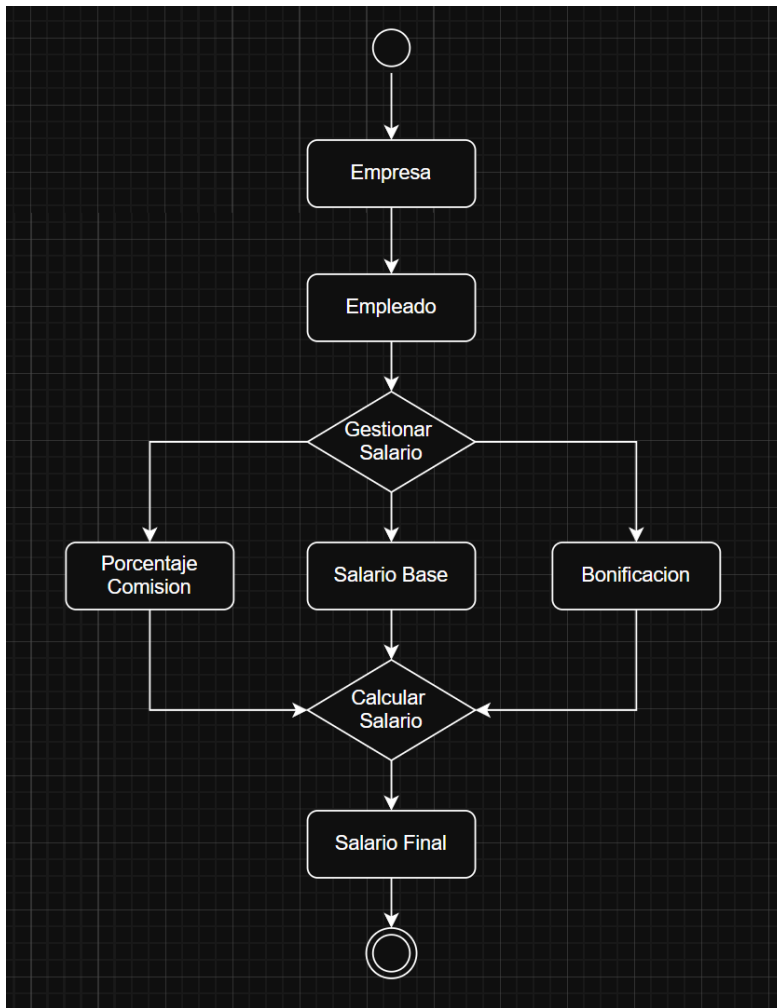 Empresa
Empleado
Gestionar
Salario
Porcentaje
Comision
Salario Base
Bonificacion
Calcular
Salario
Salario Final